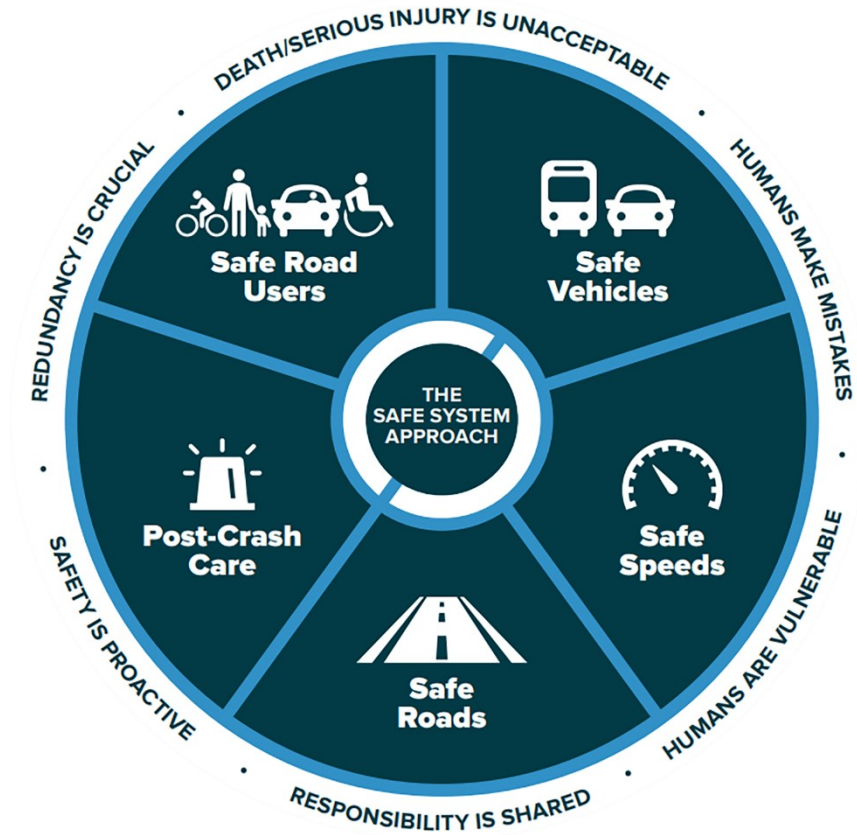 DEATH/SERIOUS INJURY IS UNACCEPTABLE
HUMANS MAKE MISTAKES
HUMANS ARE VULNERABLE
RESPONSIBILITY IS SHARED
SAFETY IS PROACTIVE
REDUNDANCY IS CRUCIAL
Safe Road
Users
Safe
Vehicles
Safe
Speeds
Safe
Roads
Post-Crash
Care
THE
SAFE SYSTEM
APPROACH